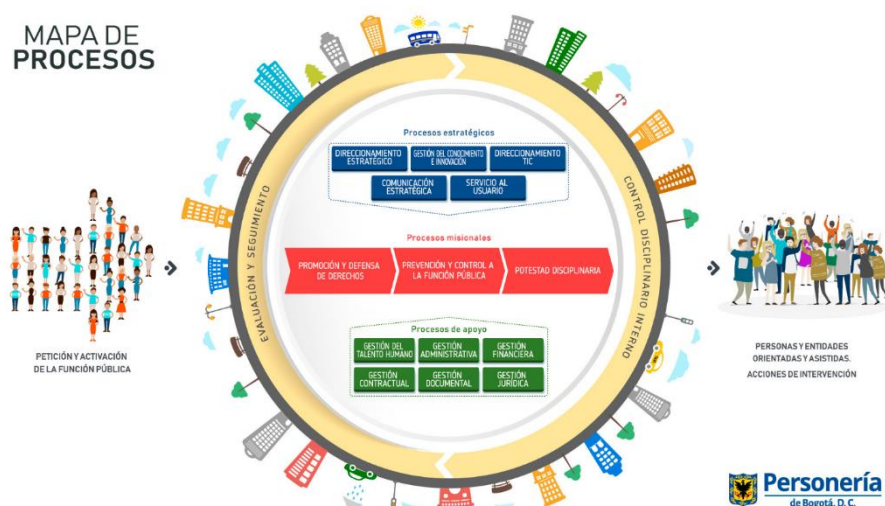 MAPA DE
PROCESOS
PETICIÓN Y ACTIVACIÓN
DE LA FUNCIÓN PÚBLICA
EVALUACIÓN Y SEGUIMIENTO
Procesos estratégicos
DIRECCIONAMIENTO
ESTRATÉGICO
GESTIÓN DEL CONOCIMIENTO
E INNOVACIÓN
DIRECCIONAMIENTO
TIC
COMUNICACIÓN
ESTRATÉGICA
SERVICIO AL
USUARIO
Procesos misionales
PROMOCIÓN Y DEFENSA
DE DERECHOS
PREVENCIÓN Y CONTROL A
LA FUNCIÓN PÚBLICA
POTESTAD DISCIPLINARIA
Procesos de apoyo
GESTIÓN DEL
TALENTO HUMANO
GESTIÓN
ADMINISTRATIVA
GESTIÓN
FINANCIERA
GESTIÓN
CONTRACTUAL
GESTIÓN
DOCUMENTAL
GESTIÓN
JURÍDICA
CONTROL DISCIPLINARIO INTERNO
PERSONAS Y ENTIDADES
ORIENTADAS Y ASISTIDAS.
ACCIONES DE INTERVENCIÓN
Personería
de Bogotá, D. C.